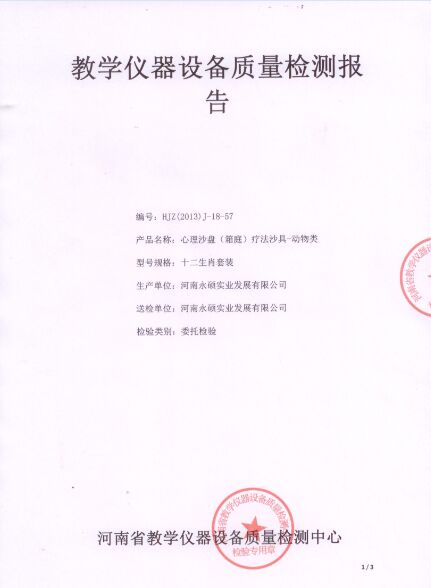 教学仪器设备质量检测报
告
编号：HJZ(2013)J-18-57
产品名称：心理沙盘（箱庭）疗法沙具-动物类
型号规格：十二生肖套装
生产单位：河南永硕实业发展有限公司
送检单位：河南永硕实业发展有限公司
检验类别：委托检验
河南省教学仪器设备质量检测中心
检验专用章
1/3